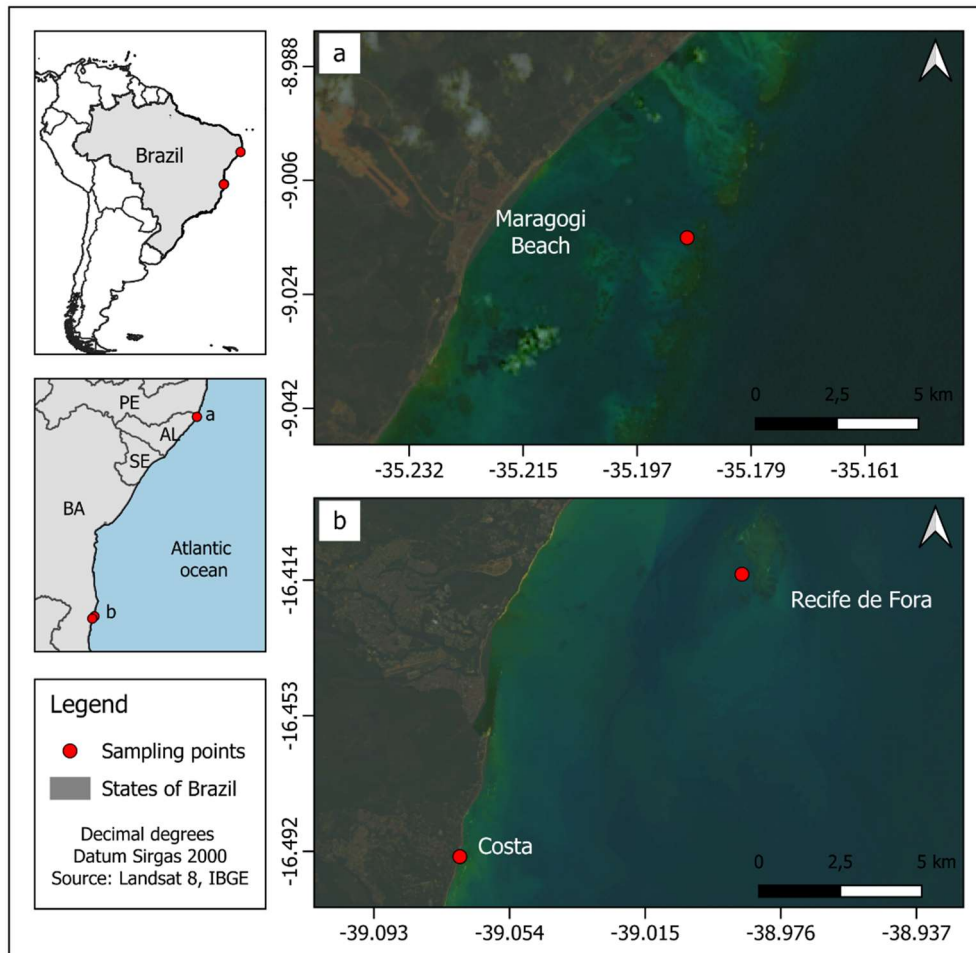 Brazil
PE
a
AL
SE
BA
Atlantic
ocean
b
Legend
Sampling points
States of Brazil
Decimal degrees
Datum Sirgas 2000
Source: Landsat 8, IBGE
a
-8.988
-9.006
-9.024
-9.042
Maragogi
Beach
0 2,5 5 km
-35.232 -35.215 -35.197 -35.179 -35.161
b
-16.414
-16.453
-16.492
Recife de Fora
Costa
0 2,5 5 km
-39.093 -39.054 -39.015 -38.976 -38.937